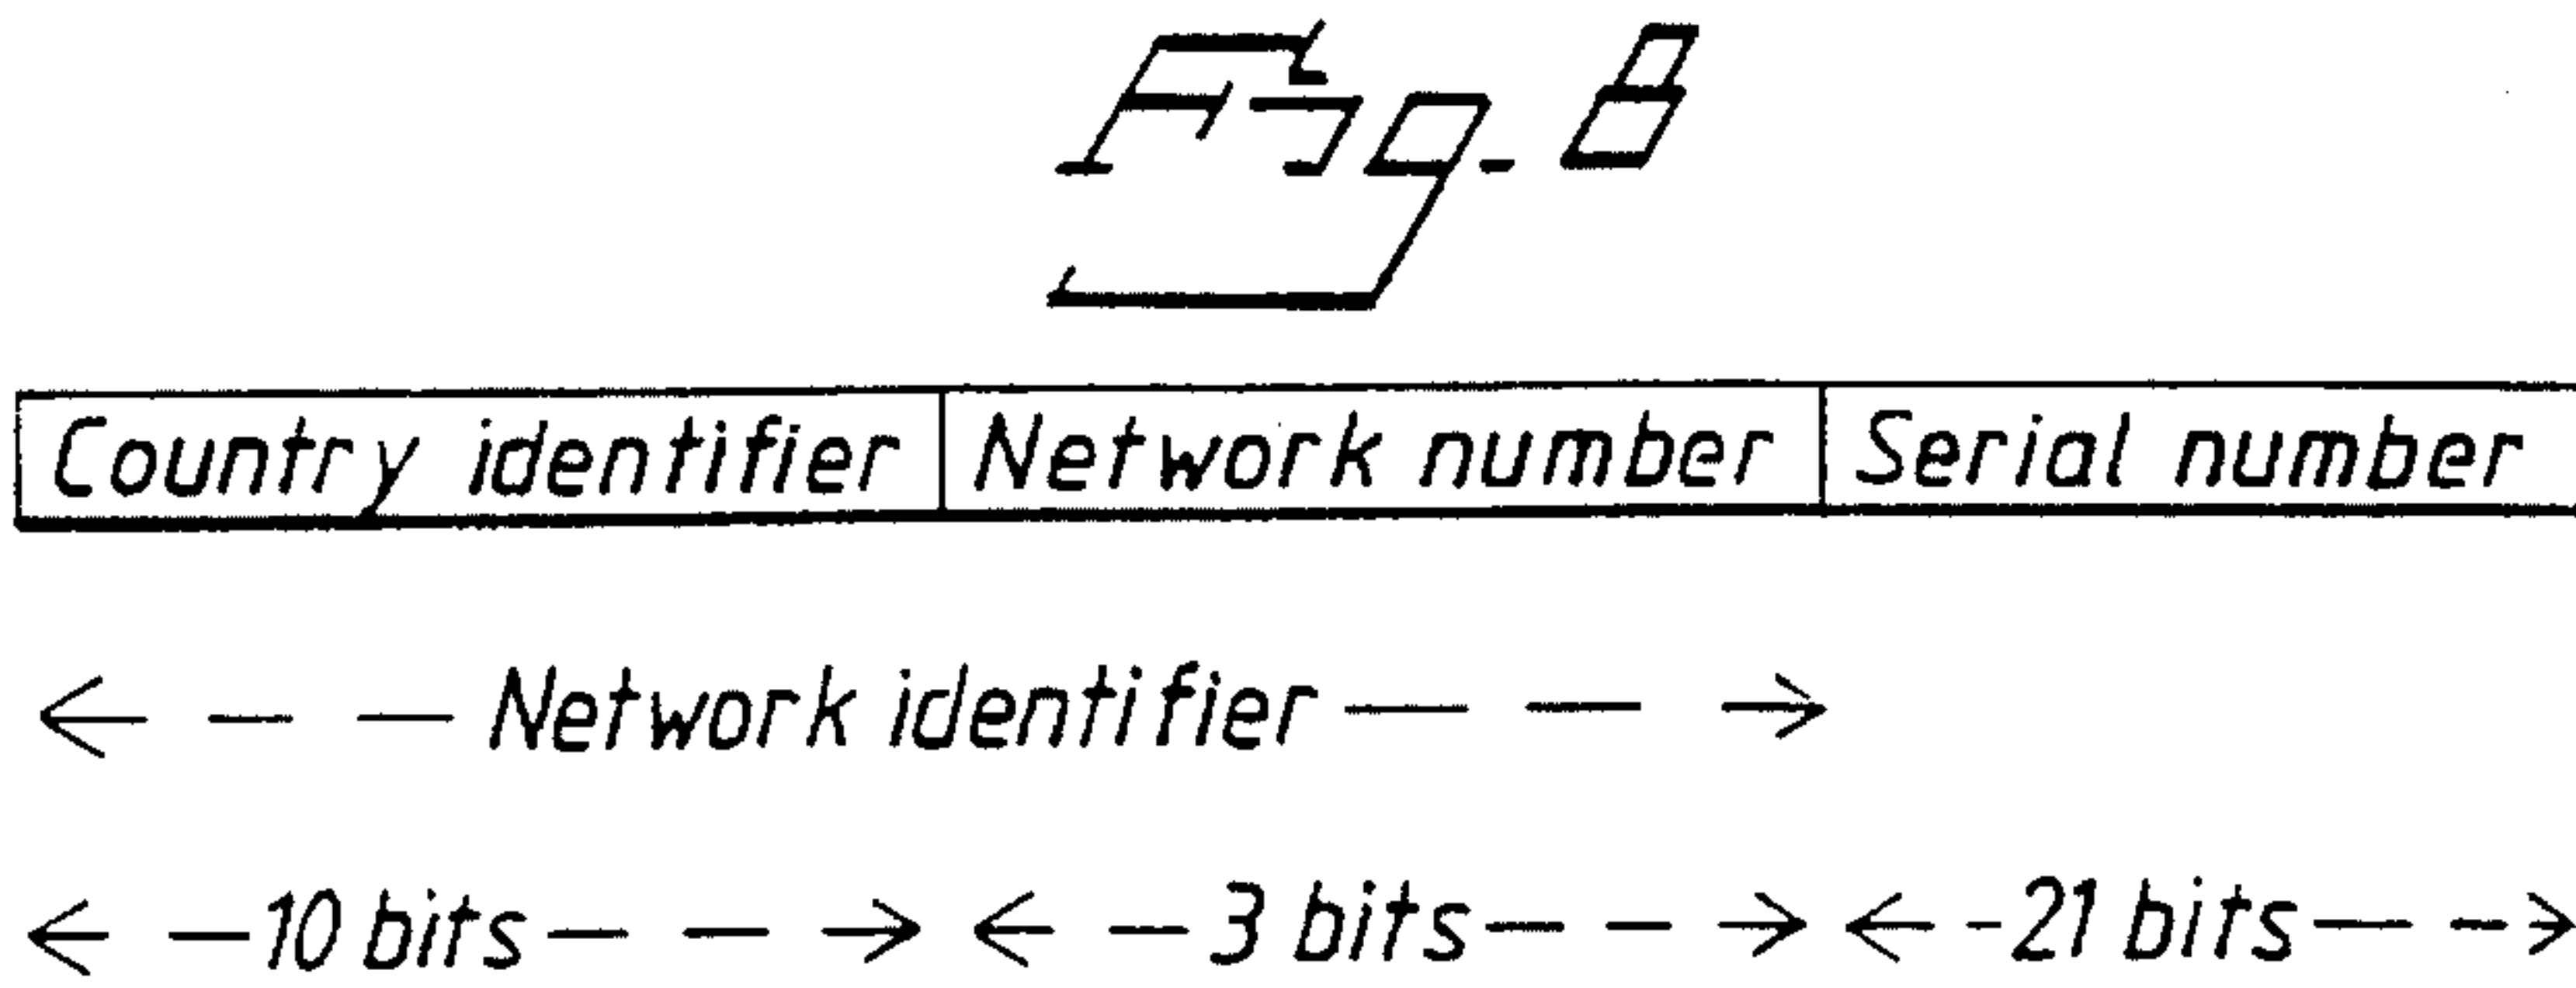 Fig. 8
Country identifier Network number Serial number
Network identifier
10 bits 3 bits 21 bits